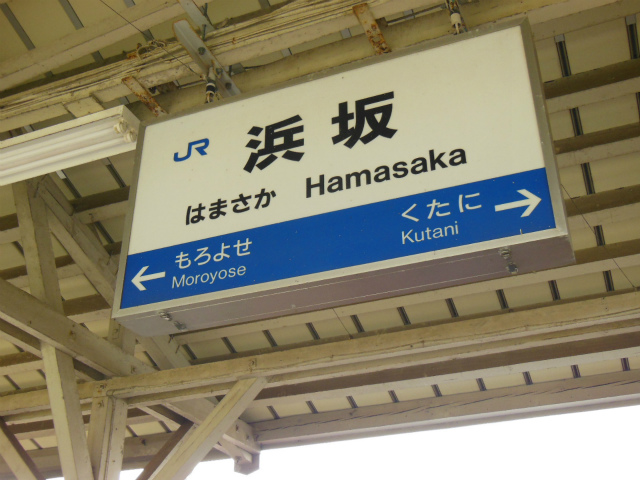 JR 浜坂
はまさか Hamasaka
もろよせ
Moroyose
くたに
Kutani